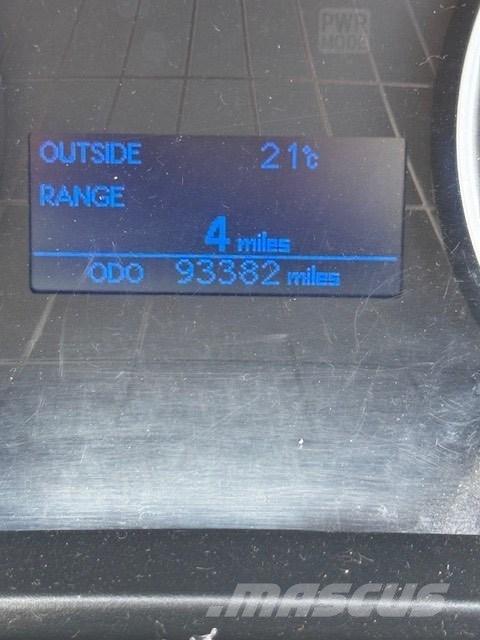 PWR
MODE
OUTSIDE 21℃
RANGE
4 miles
ODO 93382 miles
MASCUS